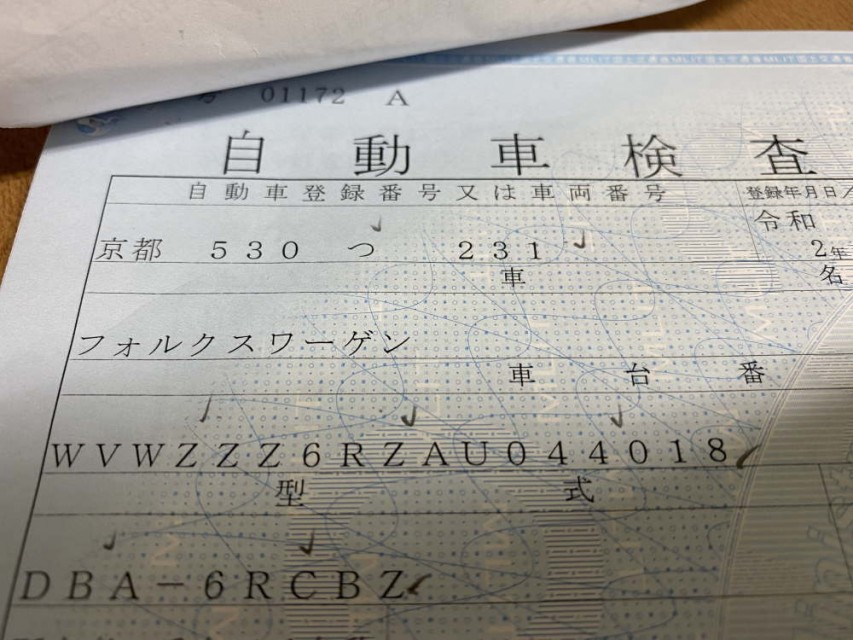 01172 A
自動車検査
自動車登録番号又は車両番号 登録年月日/
京都 530 つ 231 令和 2年
車名
フォルクスワーゲン
車台番
WVWZZZ6RZAU044018
型式
DBA-6RCBZ